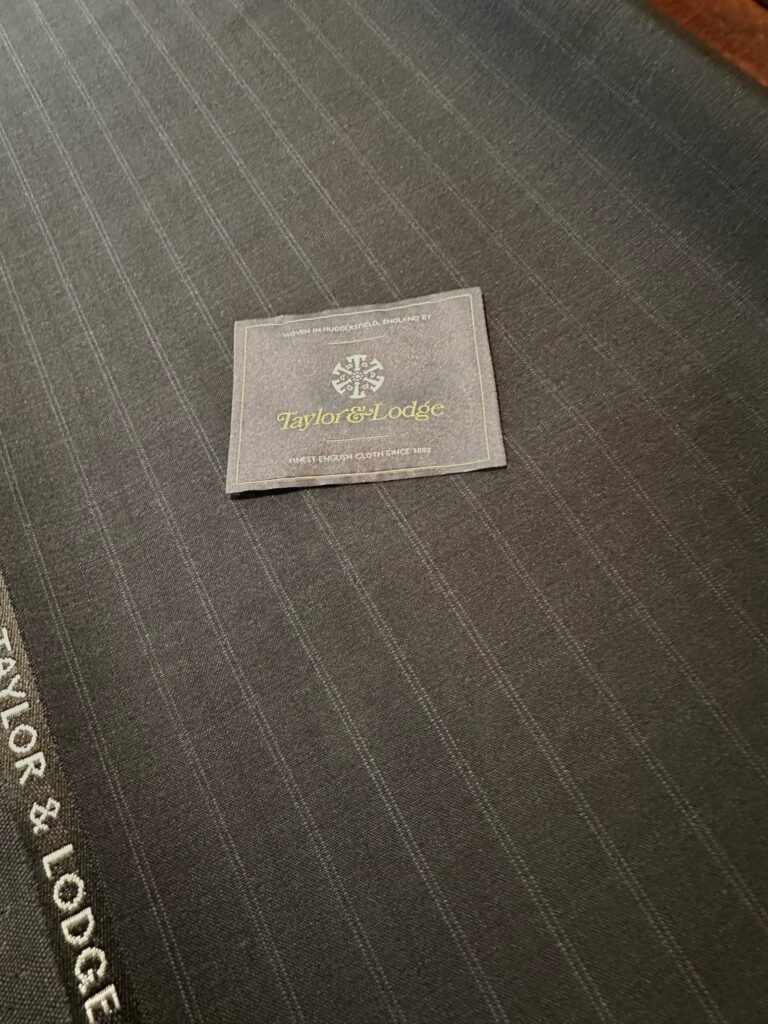 WOVEN IN HUDDERSFIELD, ENGLAND BY
Taylor & Lodge
FINEST ENGLISH CLOTH SINCE 1883
TAYLOR & LODGE